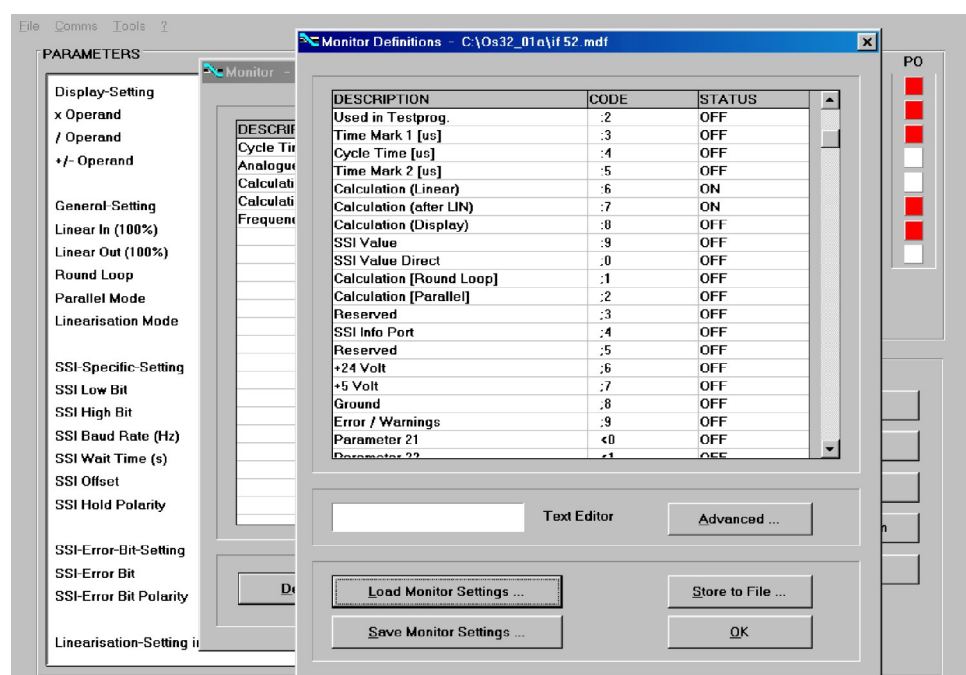 File Comms Tools ?
PARAMETERS
Display-Setting
x Operand
/ Operand
+/- Operand
General-Setting
Linear In (100%)
Linear Out (100%)
Round Loop
Parallel Mode
Linearisation Mode
SSI-Specific-Setting
SSI Low Bit
SSI High Bit
SSI Baud Rate (Hz)
SSI Wait Time (s)
SSI Offset
SSI Hold Polarity
SSI-Error-Bit-Setting
SSI-Error Bit
SSI-Error Bit Polarity
Linearisation-Setting
Monitor -
DESCRIP
Cycle Tir
Analogue
Calculati
Calculati
Frequenc
De
Monitor Definitions - C:\Os32_01a\if 52.mdf
DESCRIPTION CODE STATUS
Used in Testprog. :2 OFF
Time Mark 1 [us] :3 OFF
Cycle Time [us] :4 OFF
Time Mark 2 [us] :5 OFF
Calculation (Linear) :6 ON
Calculation (after LIN) :7 ON
Calculation (Display) :8 OFF
SSI Value :9 OFF
SSI Value Direct ;0 OFF
Calculation [Round Loop] ;1 OFF
Calculation [Parallel] ;2 OFF
Reserved ;3 OFF
SSI Info Port ;4 OFF
Reserved ;5 OFF
+24 Volt ;6 OFF
+5 Volt ;7 OFF
Ground ;8 OFF
Error / Warnings ;9 OFF
Parameter 21 <0 OFF
Parameter 22 <1 OFF
Text Editor
Advanced ...
Load Monitor Settings ...
Store to File ...
Save Monitor Settings ...
OK
PO
n